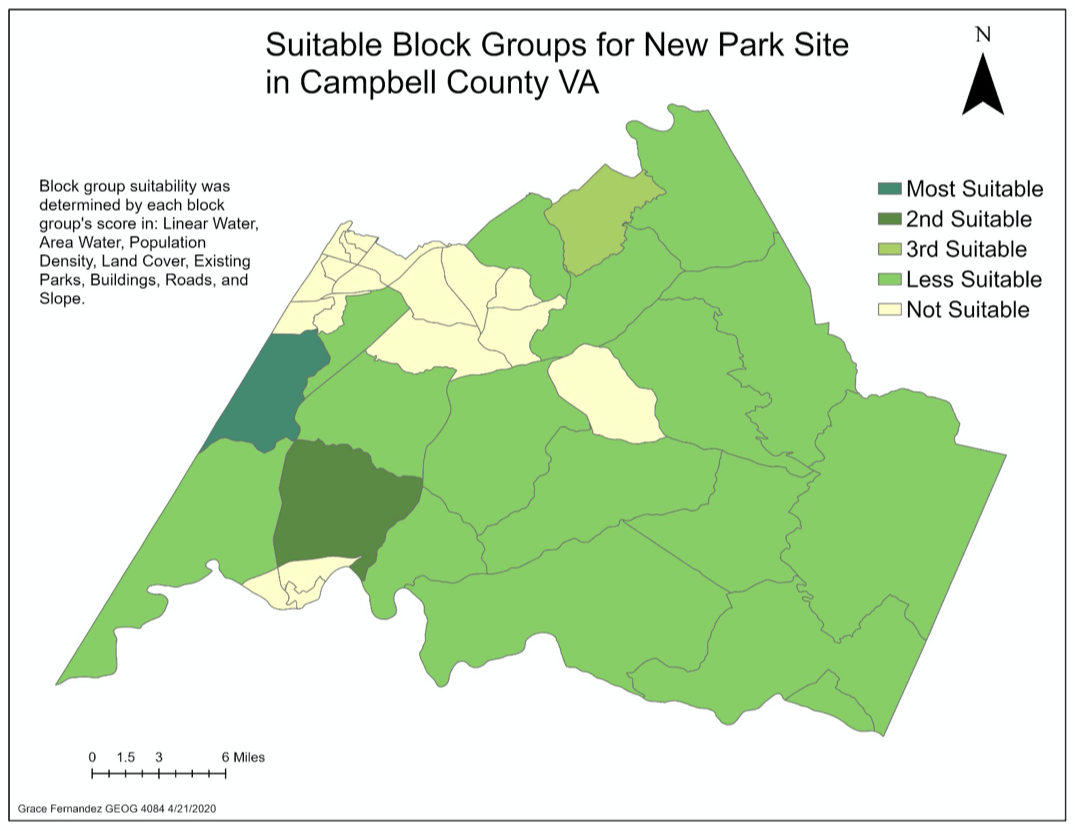 Suitable Block Groups for New Park Site
in Campbell County VA
N
Block group suitability was
determined by each block
group's score in: Linear Water,
Area Water, Population
Density, Land Cover, Existing
Parks, Buildings, Roads, and
Slope.
Most Suitable
2nd Suitable
3rd Suitable
Less Suitable
Not Suitable
0 1.5 3 6 Miles
Grace Fernandez GEOG 4084 4/21/2020